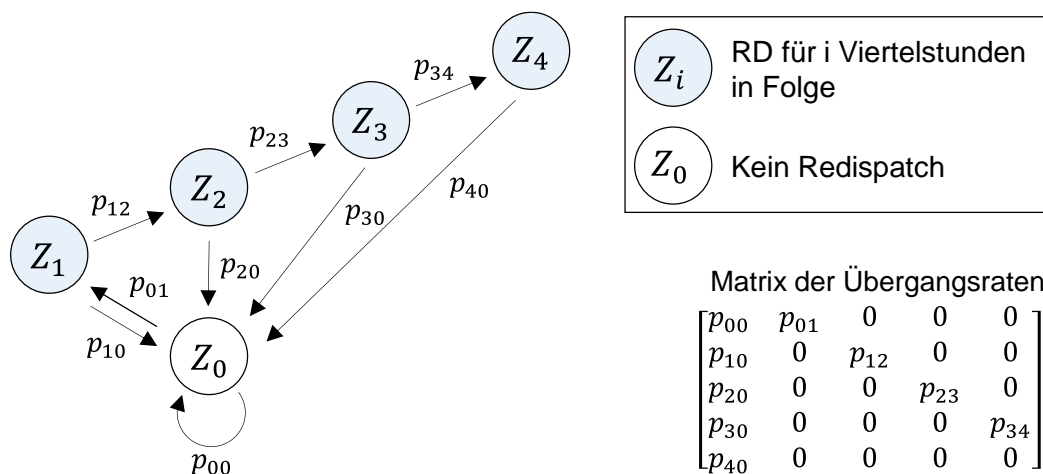 Z₄
p₃₄
Z₃
p₂₃
Z₂
p₁₂
Z₁
p₄₀
p₃₀
p₂₀
p₀₁
p₁₀
Z₀
p₀₀
Zᵢ RD für i Viertelstunden
in Folge
Z₀ Kein Redispatch
Matrix der Übergangsraten
p₀₀ p₀₁ 0 0 0
p₁₀ 0 p₁₂ 0 0
p₂₀ 0 0 p₂₃ 0
p₃₀ 0 0 0 p₃₄
p₄₀ 0 0 0 0